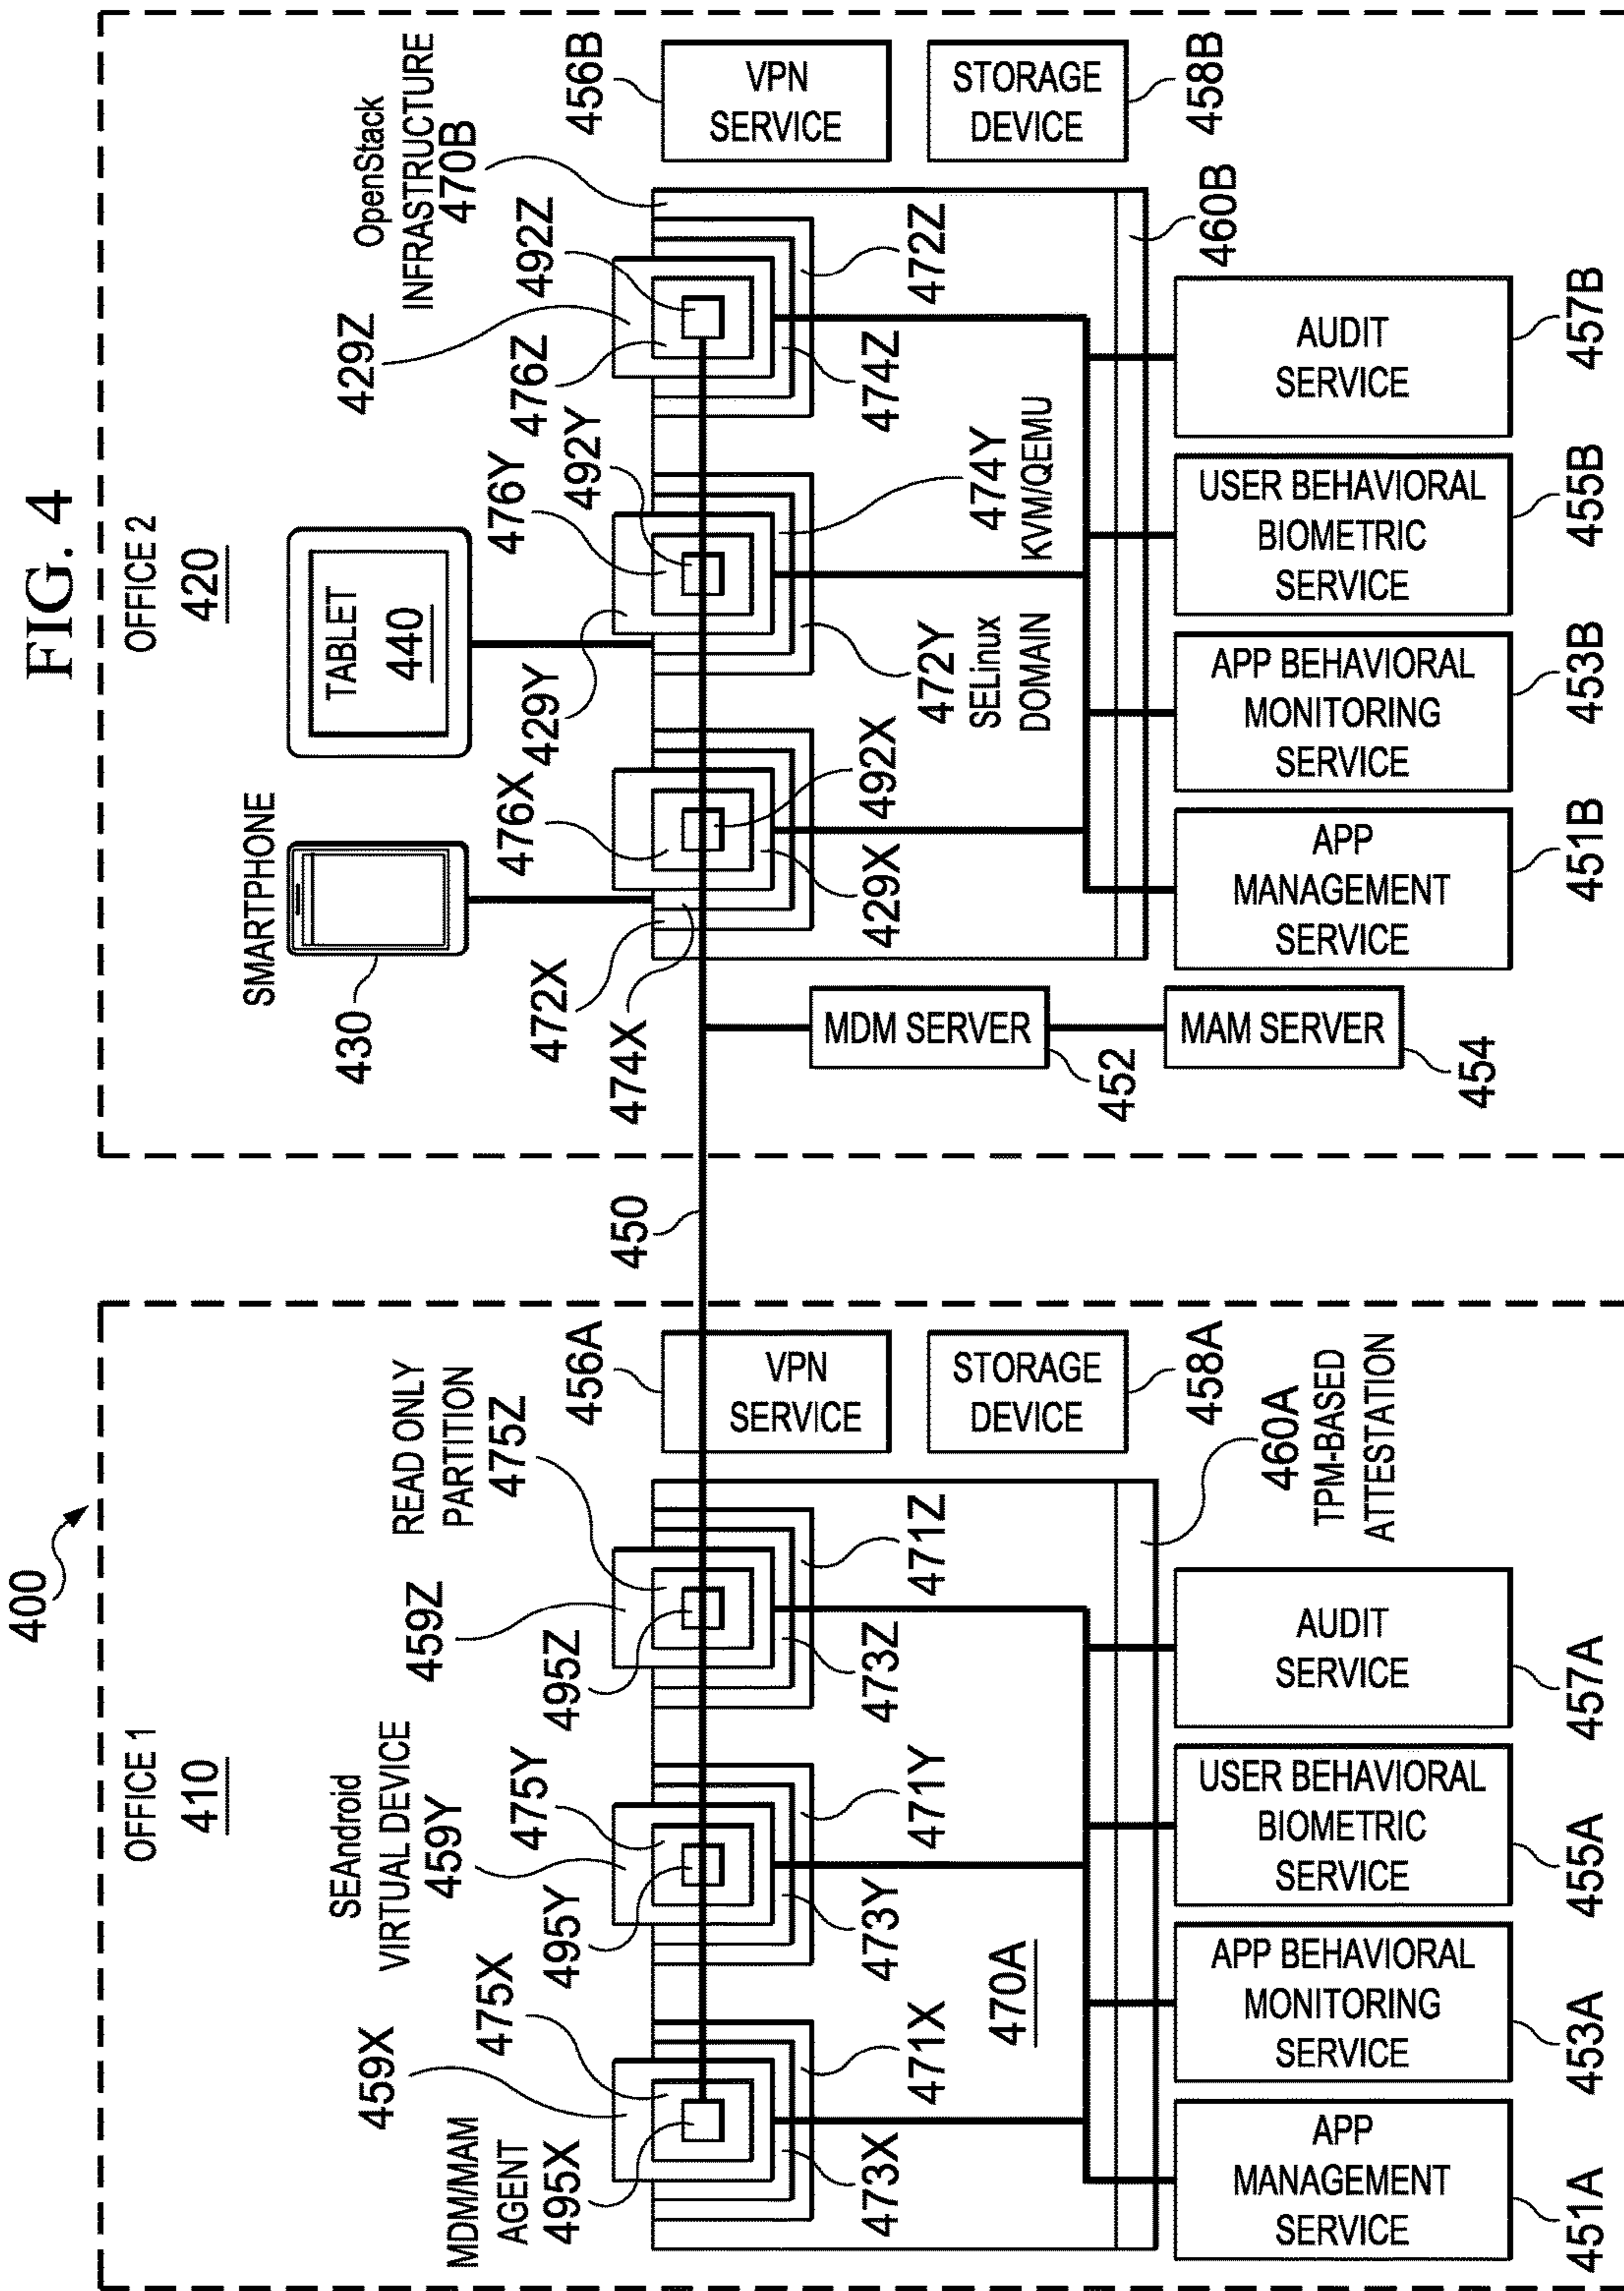 FIG. 4
400
OFFICE 1
410
MDM/MAM
AGENT
495X
459X
475X
SEAndroid
VIRTUAL DEVICE
459Y
495Y
475Y
READ ONLY
PARTITION
475Z
459Z
495Z
473X
471X
473Y
471Y
473Z
471Z
470A
456A
VPN
SERVICE
STORAGE
DEVICE
458A
460A
TPM-BASED
ATTESTATION
APP
MANAGEMENT
SERVICE
451A
APP BEHAVIORAL
MONITORING
SERVICE
453A
USER BEHAVIORAL
BIOMETRIC
SERVICE
455A
AUDIT
SERVICE
457A
450
OFFICE 2
420
SMARTPHONE
430
TABLET
440
OpenStack
INFRASTRUCTURE
470B
472X
474X
476X
429X
492X
429Y
476Y
492Y
472Y
SELinux
DOMAIN
474Y
KVM/QEMU
429Z
476Z
492Z
474Z
472Z
456B
VPN
SERVICE
STORAGE
DEVICE
458B
460B
MDM SERVER
452
MAM SERVER
454
APP
MANAGEMENT
SERVICE
451B
APP BEHAVIORAL
MONITORING
SERVICE
453B
USER BEHAVIORAL
BIOMETRIC
SERVICE
455B
AUDIT
SERVICE
457B